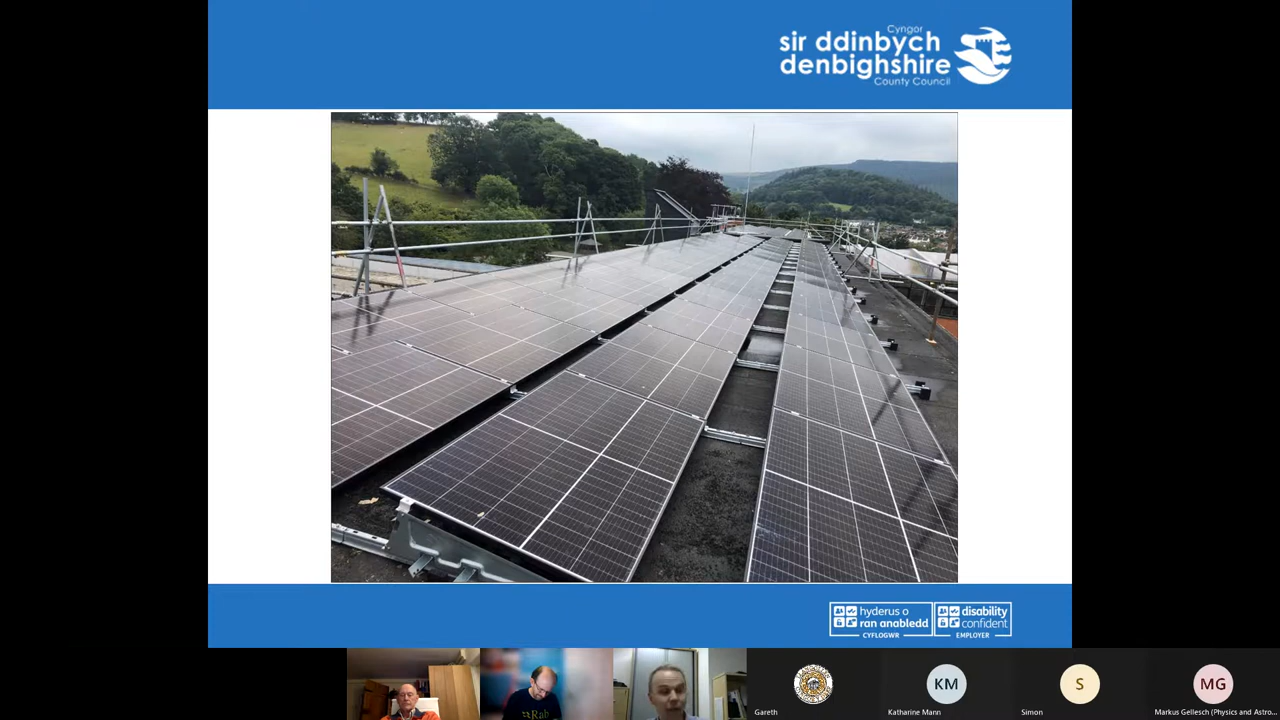 Cyngor
sir ddinbych
denbighshire
County Council
hyderus o
ran anabledd
CYFLOGWR
disability
confident
EMPLOYER
KM
S
MG
Gareth
Katharine Mann
Simon
Markus Gellesch (Physics and Astro...